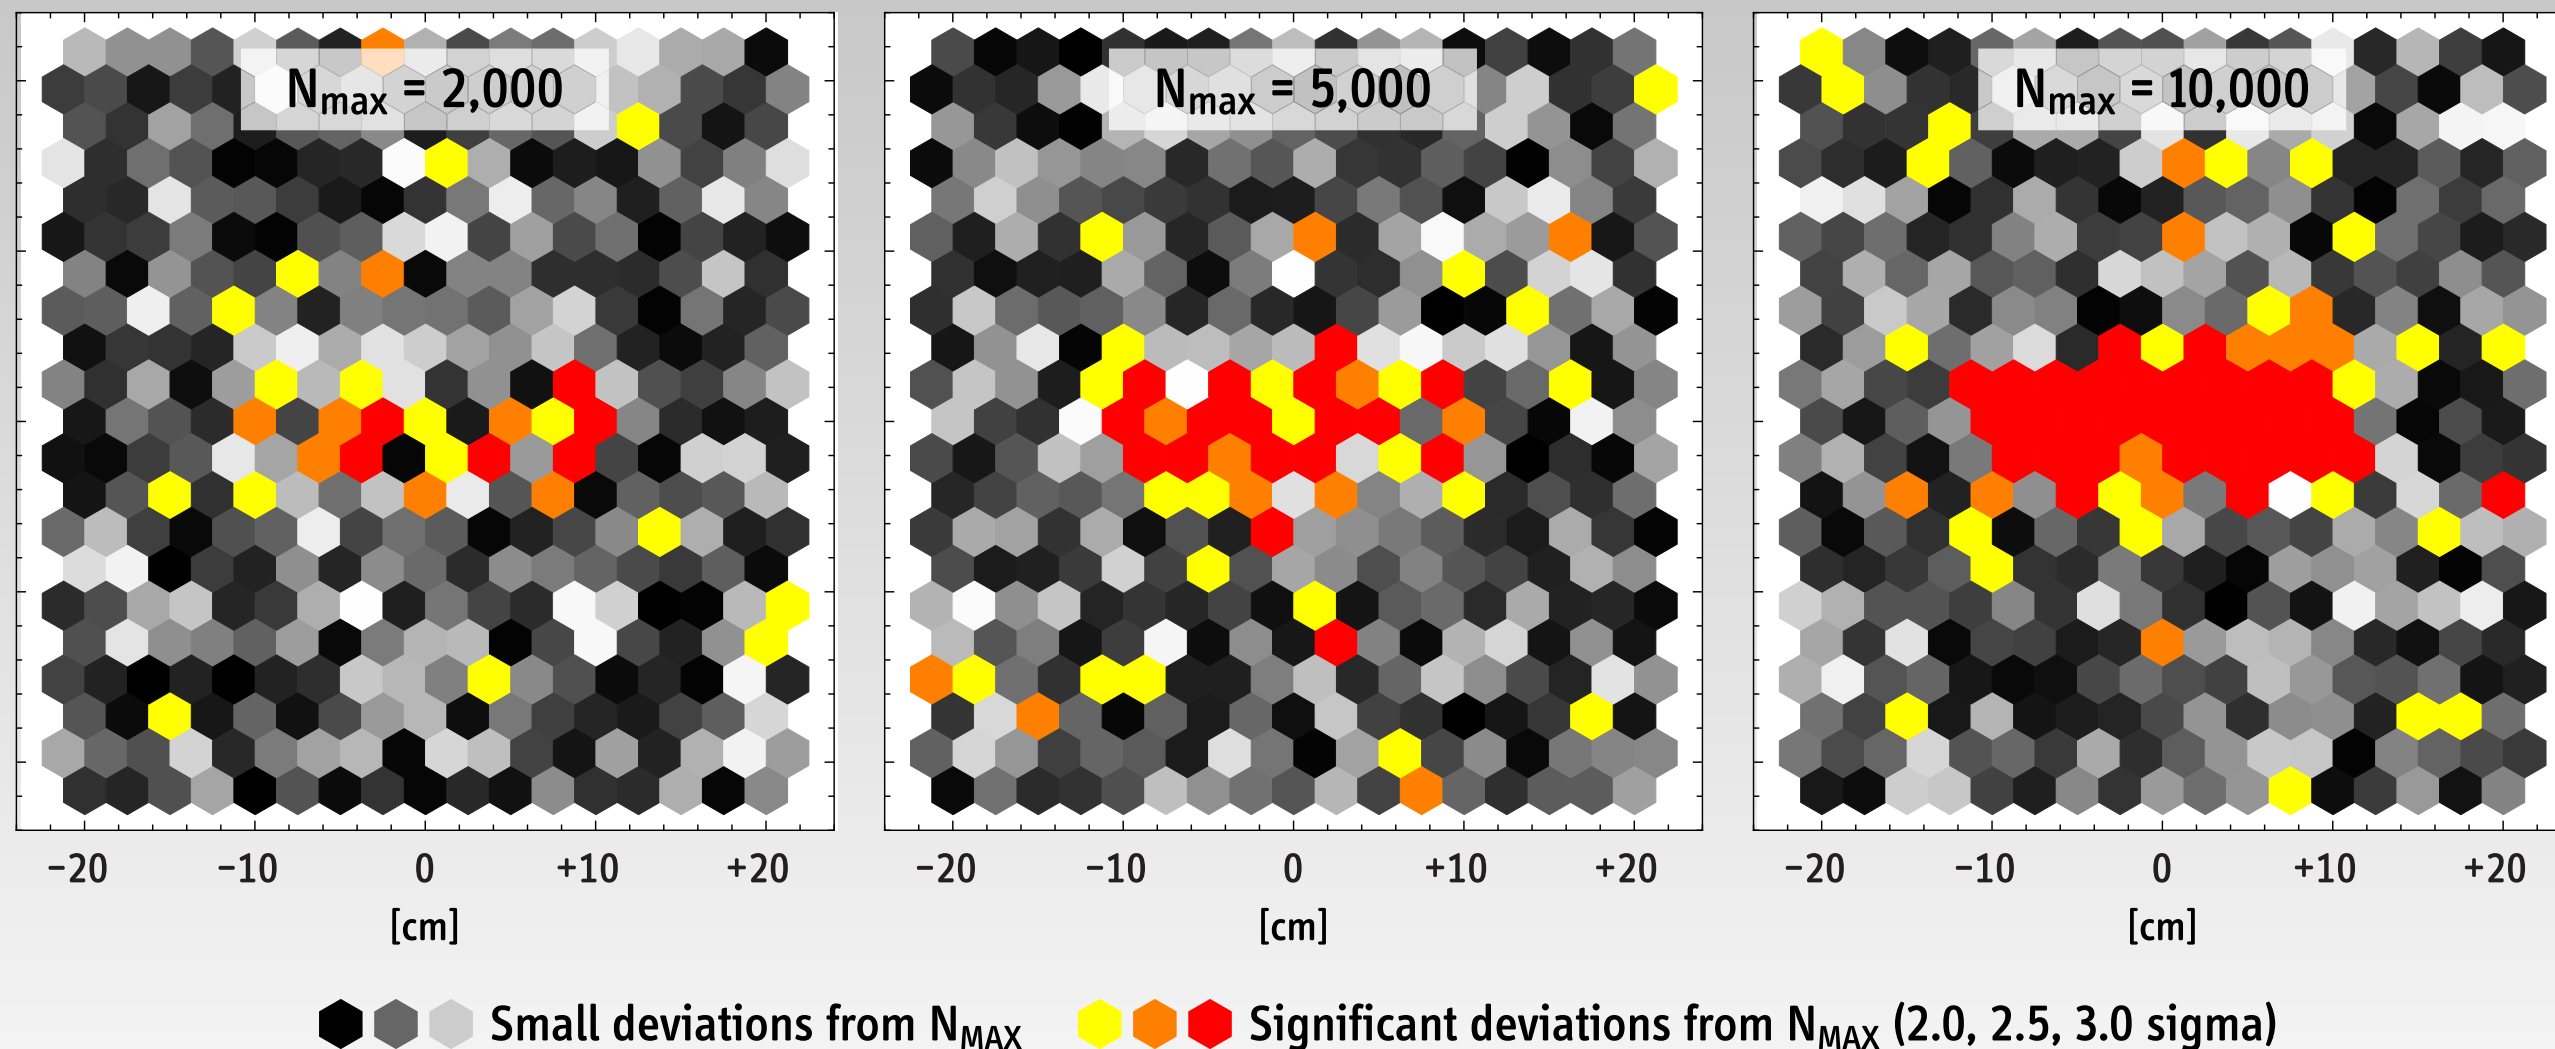 Nmax = 2,000
Nmax = 5,000
Nmax = 10,000
−20 −10 0 +10 +20
−20 −10 0 +10 +20
−20 −10 0 +10 +20
[cm]
[cm]
[cm]
Small deviations from NMAX
Significant deviations from NMAX (2.0, 2.5, 3.0 sigma)